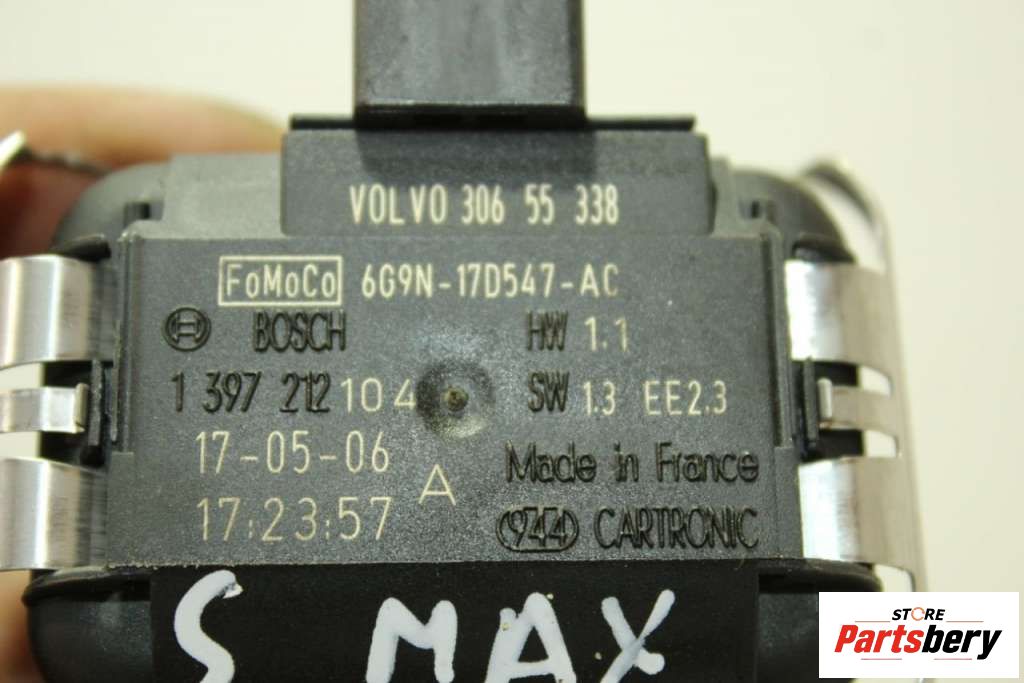 VOLVO 306 55 338
FoMoCo 6G9N-17D547-AC
BOSCH HW 1.1
1 397 212 104 SW 1.3 EE2.3
17-05-06 A Made in France
17:23:57 944 CARTRONIC
S MAX
STORE
Partsbery